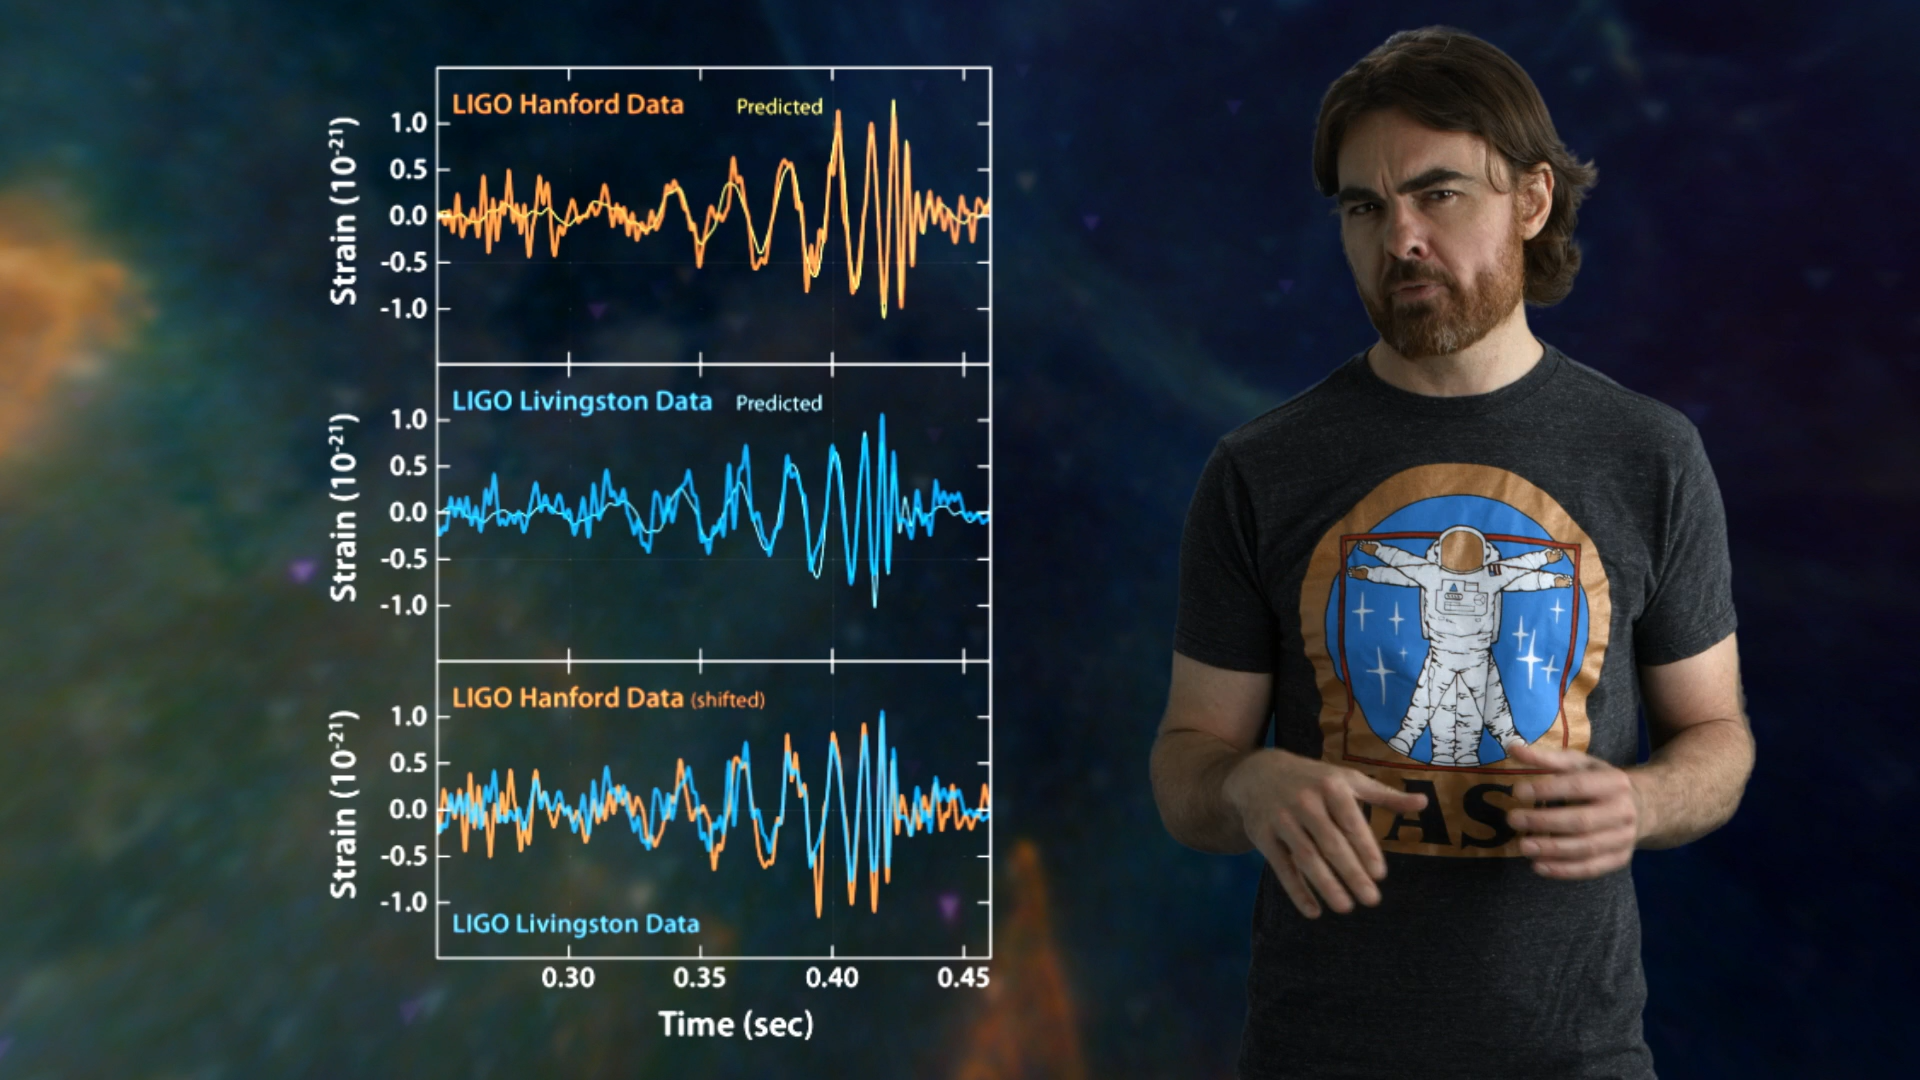 LIGO Hanford Data Predicted
Strain (10-21)
1.0
0.5
0.0
-0.5
-1.0
LIGO Livingston Data Predicted
Strain (10-21)
1.0
0.5
0.0
-0.5
-1.0
LIGO Hanford Data (shifted)
Strain (10-21)
1.0
0.5
0.0
-0.5
-1.0
LIGO Livingston Data
0.30 0.35 0.40 0.45
Time (sec)